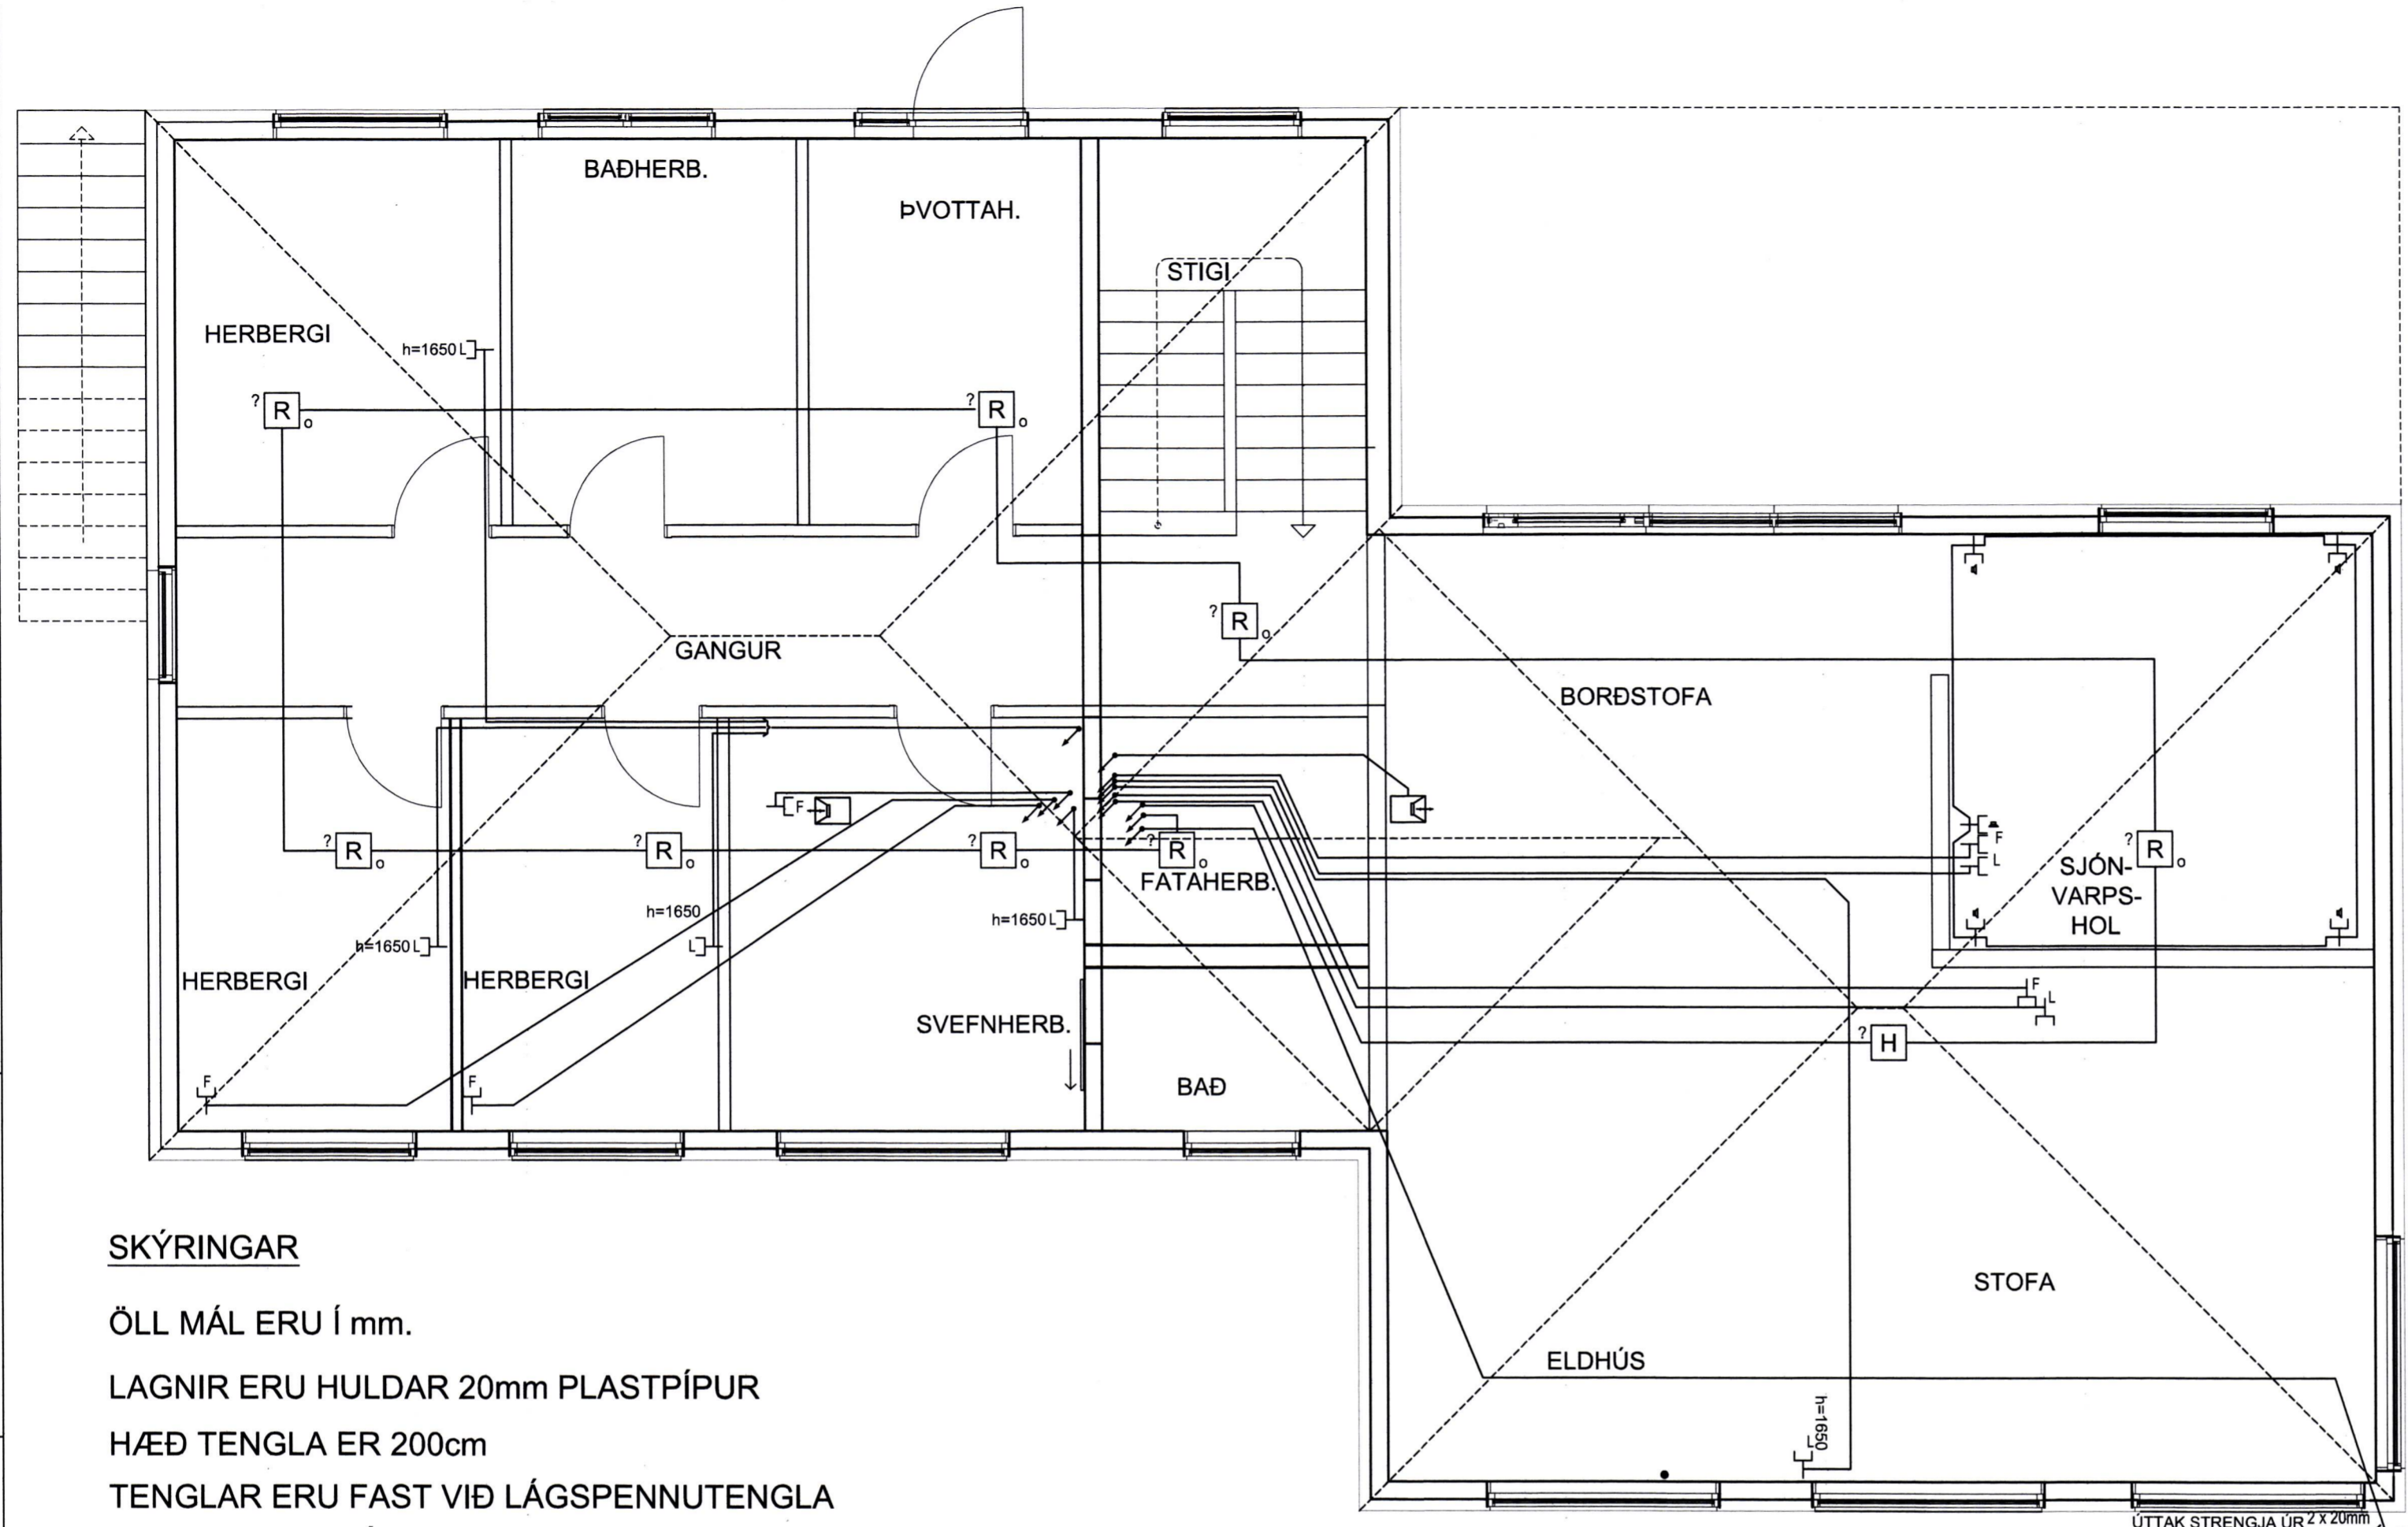 BAÐHERB.
ÞVOTTAH.
STIGI
HERBERGI
h=1650 L
? R o
? R o
? R o
GANGUR
BORÐSTOFA
F
F
L
? R o
? R o
? R o
? R o
? R o
SJÓN-
VARPS-
HOL
FATAHERB.
h=1650
L
h=1650 L
h=1650 L
HERBERGI
HERBERGI
SVEFNHERB.
F
L
? H
F
F
BAÐ
STOFA
ELDHÚS
h=1650
L
SKÝRINGAR
ÖLL MÁL ERU Í mm.
LAGNIR ERU HULDAR 20mm PLASTPÍPUR
HÆÐ TENGLA ER 200cm
TENGLAR ERU FAST VIÐ LÁGSPENNUTENGLA
ÚTTAK STRENGJA ÚR 2 x 20mm